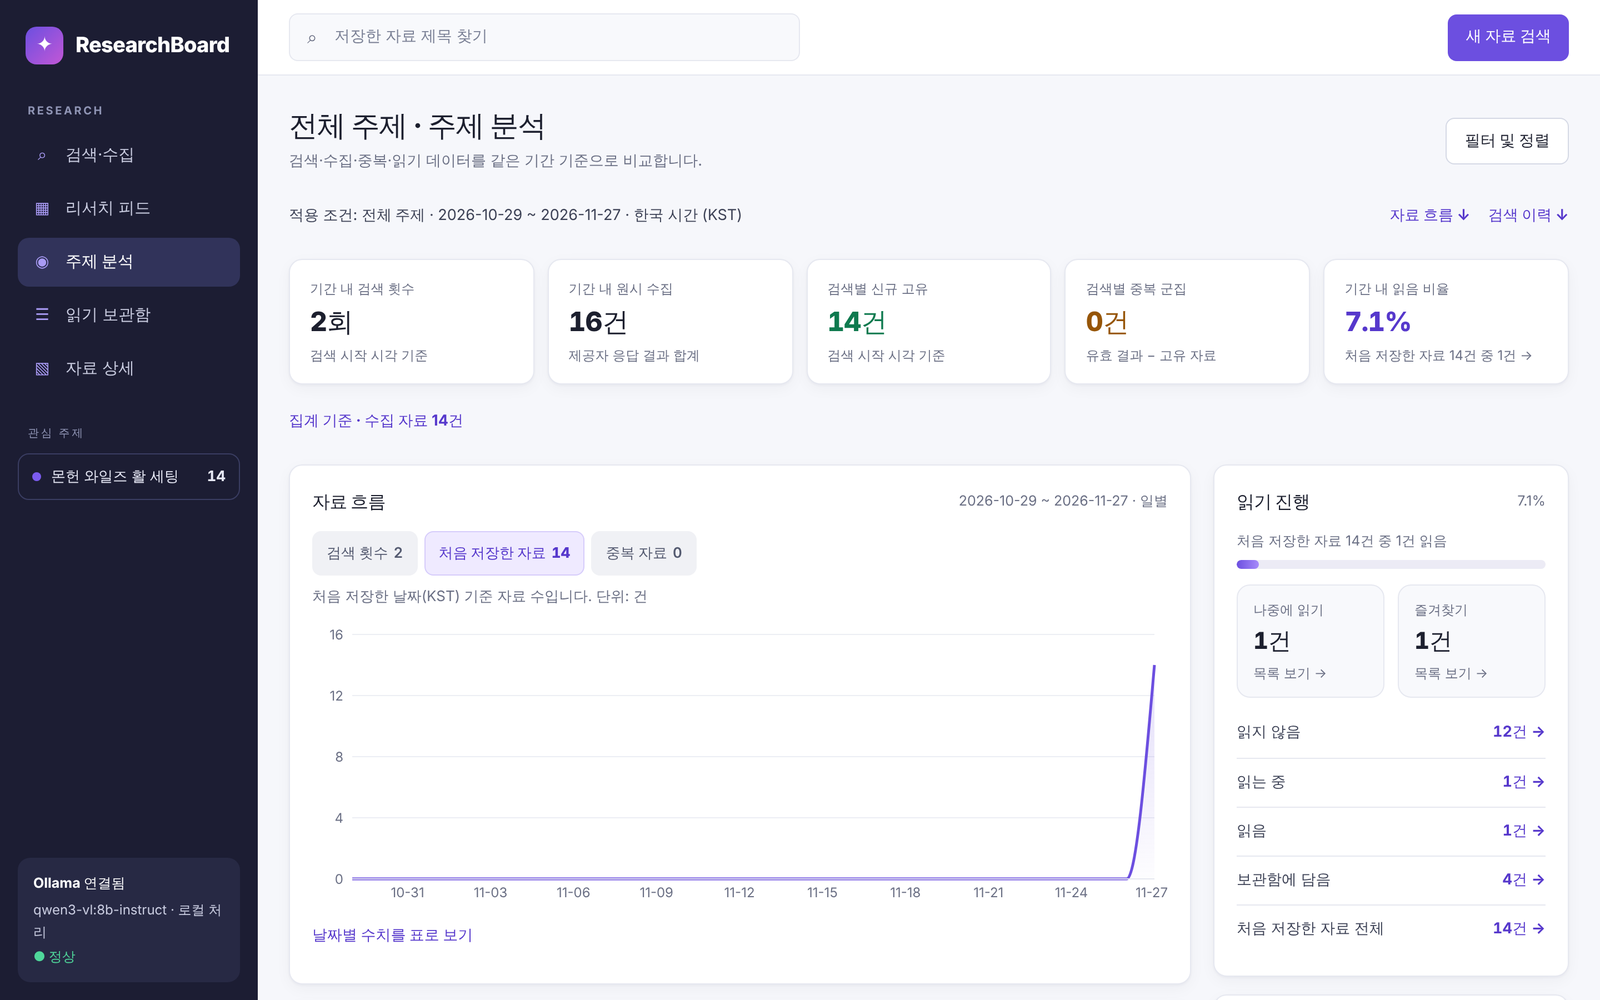 ResearchBoard
RESEARCH
검색·수집
리서치 피드
주제 분석
읽기 보관함
자료 상세
관심 주제
몬헌 와일즈 활 세팅 14
Ollama 연결됨
qwen3-vl:8b-instruct · 로컬 처
리
정상
저장한 자료 제목 찾기
새 자료 검색
전체 주제 · 주제 분석
검색·수집·중복·읽기 데이터를 같은 기간 기준으로 비교합니다.
필터 및 정렬
적용 조건: 전체 주제 · 2026-10-29 ~ 2026-11-27 · 한국 시간 (KST)
자료 흐름 ↓ 검색 이력 ↓
기간 내 검색 횟수
2회
검색 시작 시각 기준
기간 내 원시 수집
16건
제공자 응답 결과 합계
검색별 신규 고유
14건
검색 시작 시각 기준
검색별 중복 군집
0건
유효 결과 − 고유 자료
기간 내 읽음 비율
7.1%
처음 저장한 자료 14건 중 1건 →
집계 기준 · 수집 자료 14건
자료 흐름
2026-10-29 ~ 2026-11-27 · 일별
검색 횟수 2
처음 저장한 자료 14
중복 자료 0
처음 저장한 날짜(KST) 기준 자료 수입니다. 단위: 건
16
12
8
4
0
10-31 11-03 11-06 11-09 11-12 11-15 11-18 11-21 11-24 11-27
날짜별 수치를 표로 보기
읽기 진행 7.1%
처음 저장한 자료 14건 중 1건 읽음
나중에 읽기
1건
목록 보기 →
즐겨찾기
1건
목록 보기 →
읽지 않음 12건 →
읽는 중 1건 →
읽음 1건 →
보관함에 담음 4건 →
처음 저장한 자료 전체 14건 →